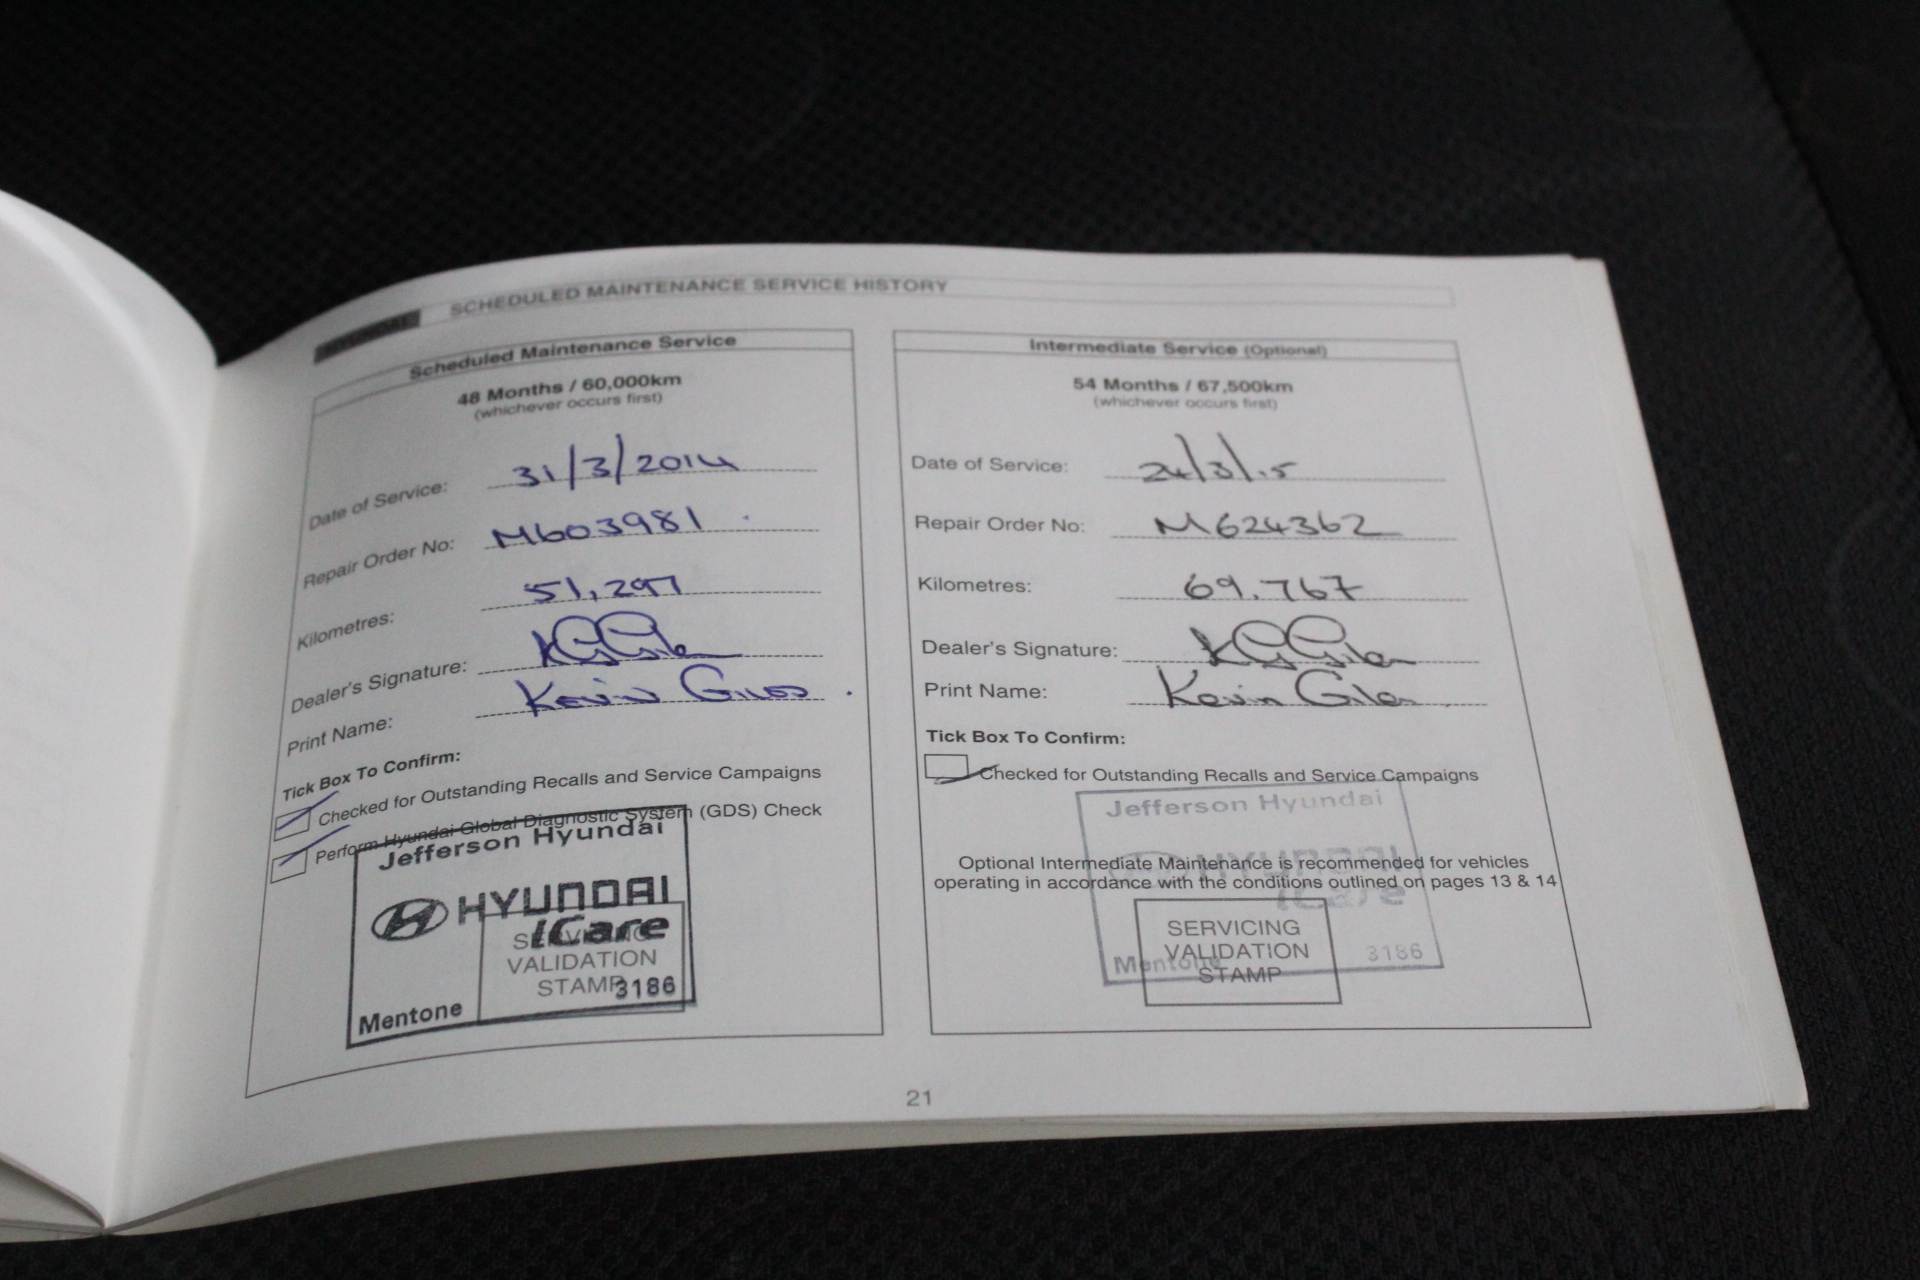 HYUNDAI SCHEDULED MAINTENANCE SERVICE HISTORY
Scheduled Maintenance Service
48 Months / 60,000km
(whichever occurs first)
Date of Service: 31/3/2014
Repair Order No: M603981
Kilometres: 51,297
Dealer's Signature:
Print Name: Kevin Giles
Tick Box To Confirm:
Checked for Outstanding Recalls and Service Campaigns
Perform Hyundai Global Diagnostic System (GDS) Check
Jefferson Hyundai
HYUNDAI
iCare
SERVICING
VALIDATION
STAMP
3186
Mentone
Intermediate Service (Optional)
54 Months / 67,500km
(whichever occurs first)
Date of Service: 24/3/15
Repair Order No: M624362
Kilometres: 69.767
Dealer's Signature:
Print Name: Kevin Giles
Tick Box To Confirm:
Checked for Outstanding Recalls and Service Campaigns
Jefferson Hyundai
HYUNDAI
Optional Intermediate Maintenance is recommended for vehicles
operating in accordance with the conditions outlined on pages 13 & 14
iCare
SERVICING
VALIDATION
STAMP
Mentone 3186
21